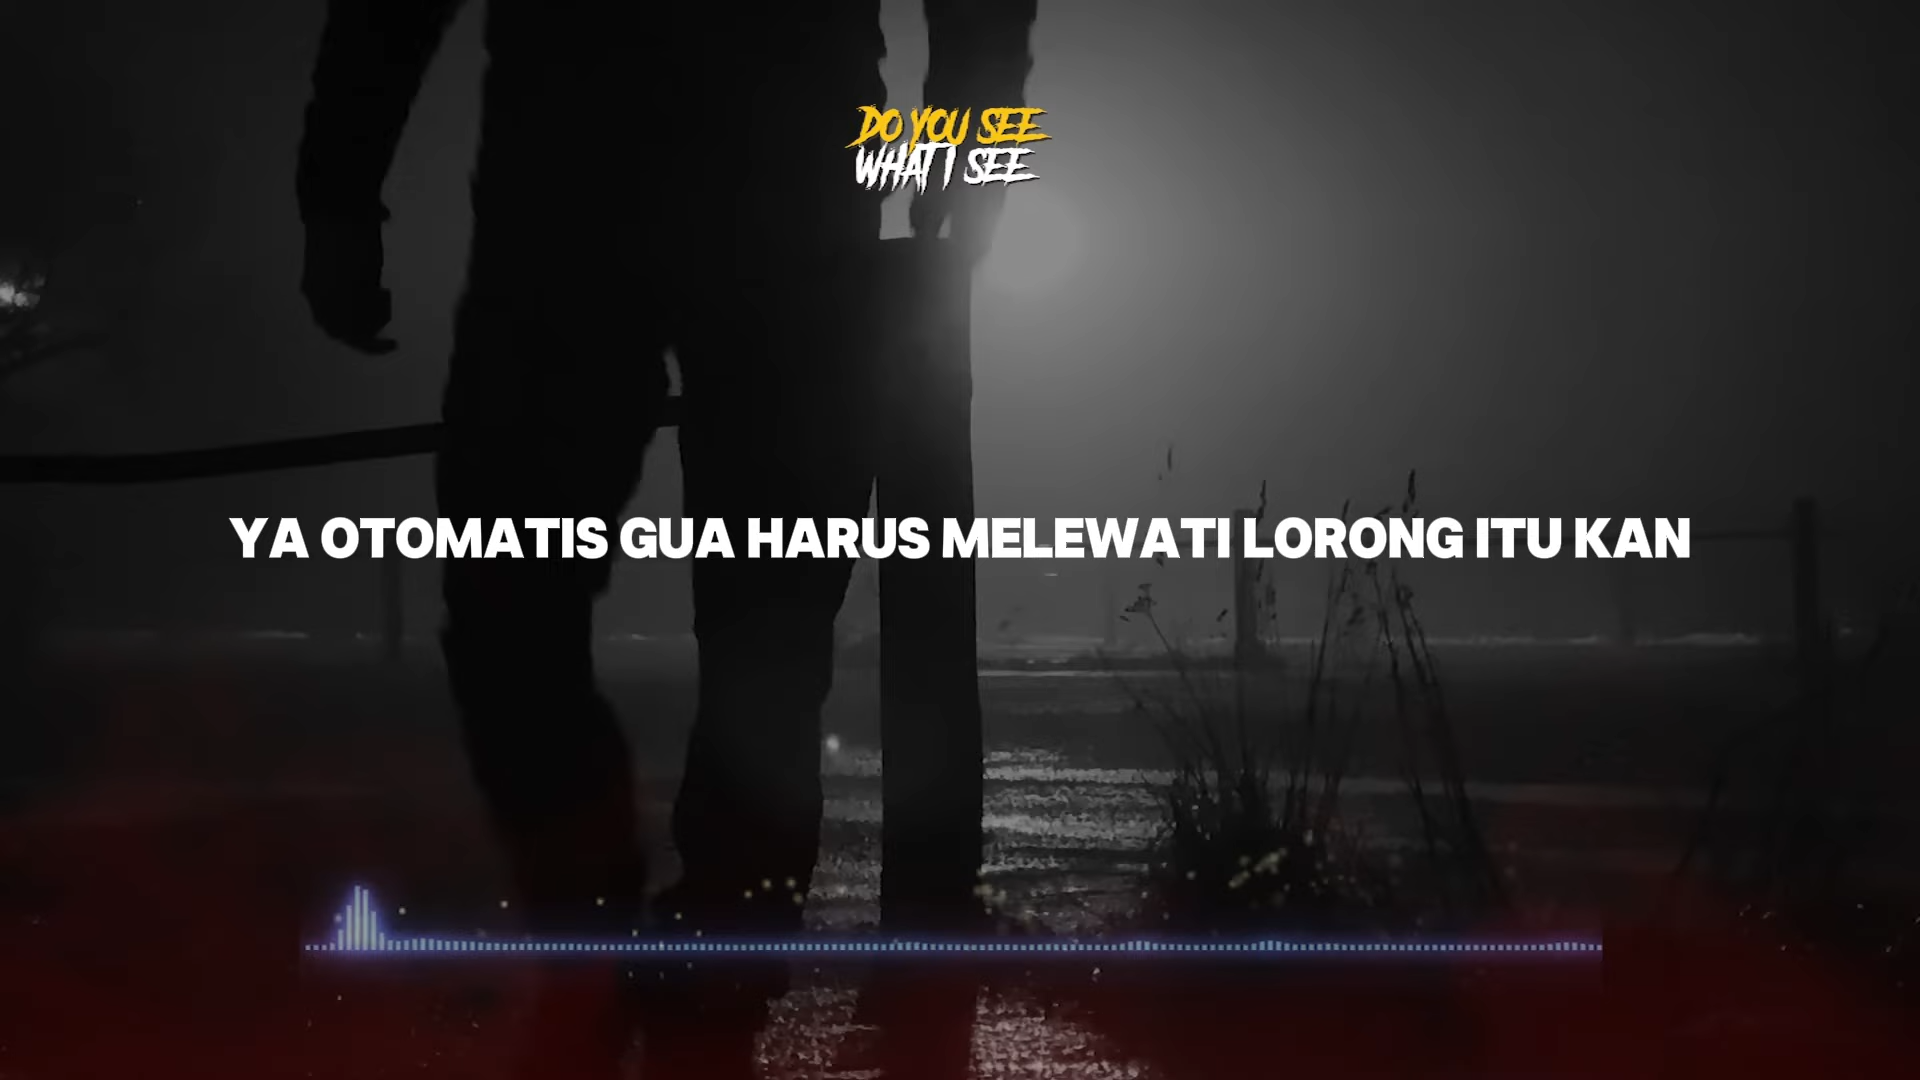 DO YOU SEE
WHAT I SEE
YA OTOMATIS GUA HARUS MELEWATI LORONG ITU KAN